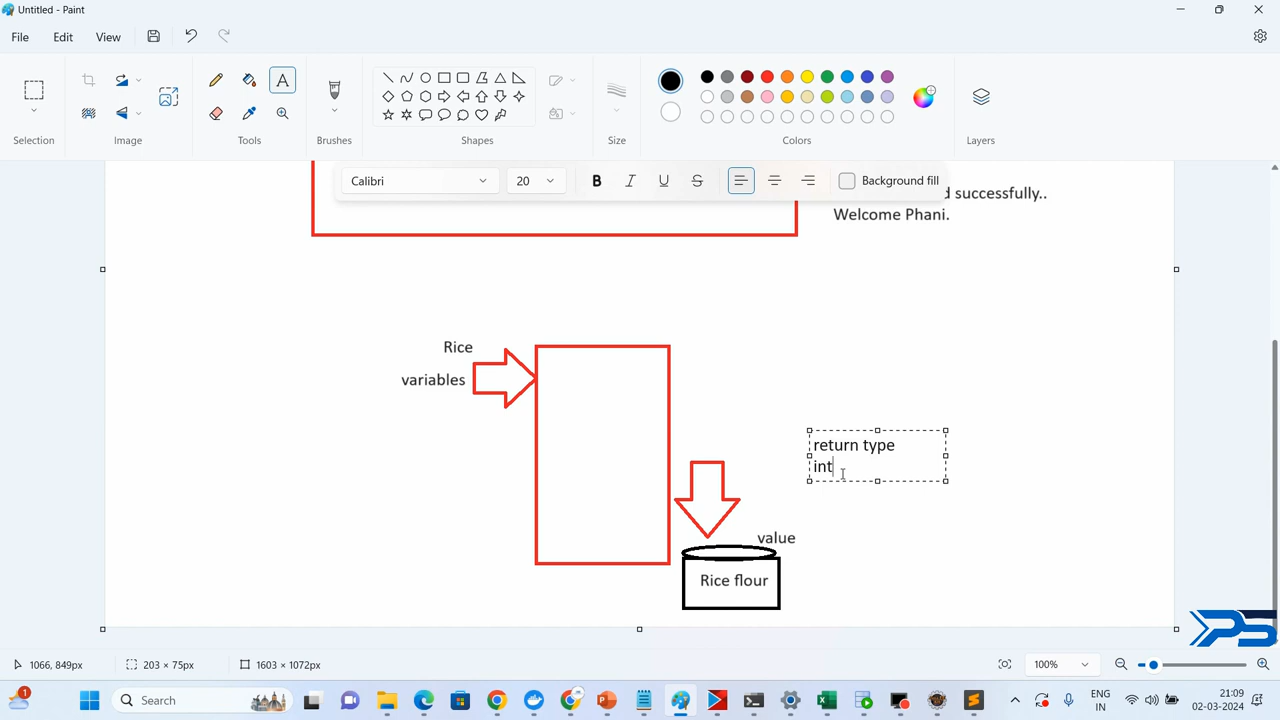 Untitled - Paint
File
Edit
View
Selection
Image
Tools
Brushes
Shapes
Size
Colors
Layers
Calibri
20
B
I
U
Background fill
d successfully..
Welcome Phani.
Rice
variables
return type
int
value
Rice flour
PS
1066, 849px
203 × 75px
1603 × 1072px
100%
1
Search
ENG
IN
21:09
02-03-2024